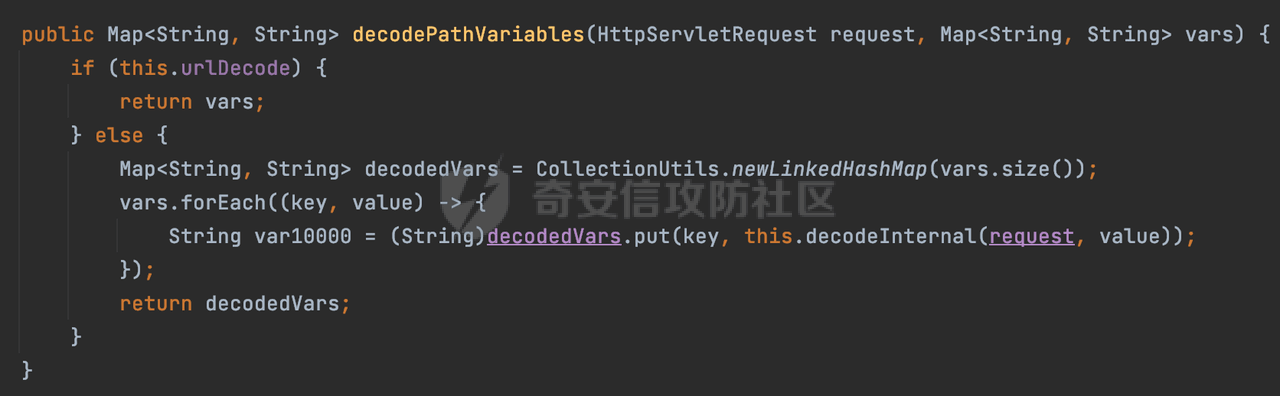 public Map<String, String> decodePathVariables(HttpServletRequest request, Map<String, String> vars) {
    if (this.urlDecode) {
        return vars;
    } else {
        Map<String, String> decodedVars = CollectionUtils.newLinkedHashMap(vars.size());
        vars.forEach((key, value) -> {
奇安信攻防社区
            String var10000 = (String)decodedVars.put(key, this.decodeInternal(request, value));
        });
        return decodedVars;
    }
}